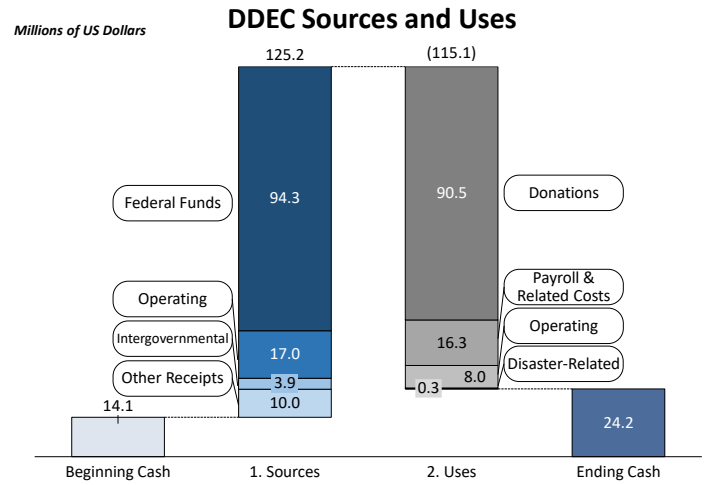 DDEC Sources and Uses
Millions of US Dollars
125.2
(115.1)
Federal Funds
94.3
90.5
Donations
Operating
Intergovernmental
Other Receipts
17.0
3.9
10.0
16.3
8.0
0.3
Payroll &
Related Costs
Operating
Disaster-Related
14.1
24.2
Beginning Cash
1. Sources
2. Uses
Ending Cash